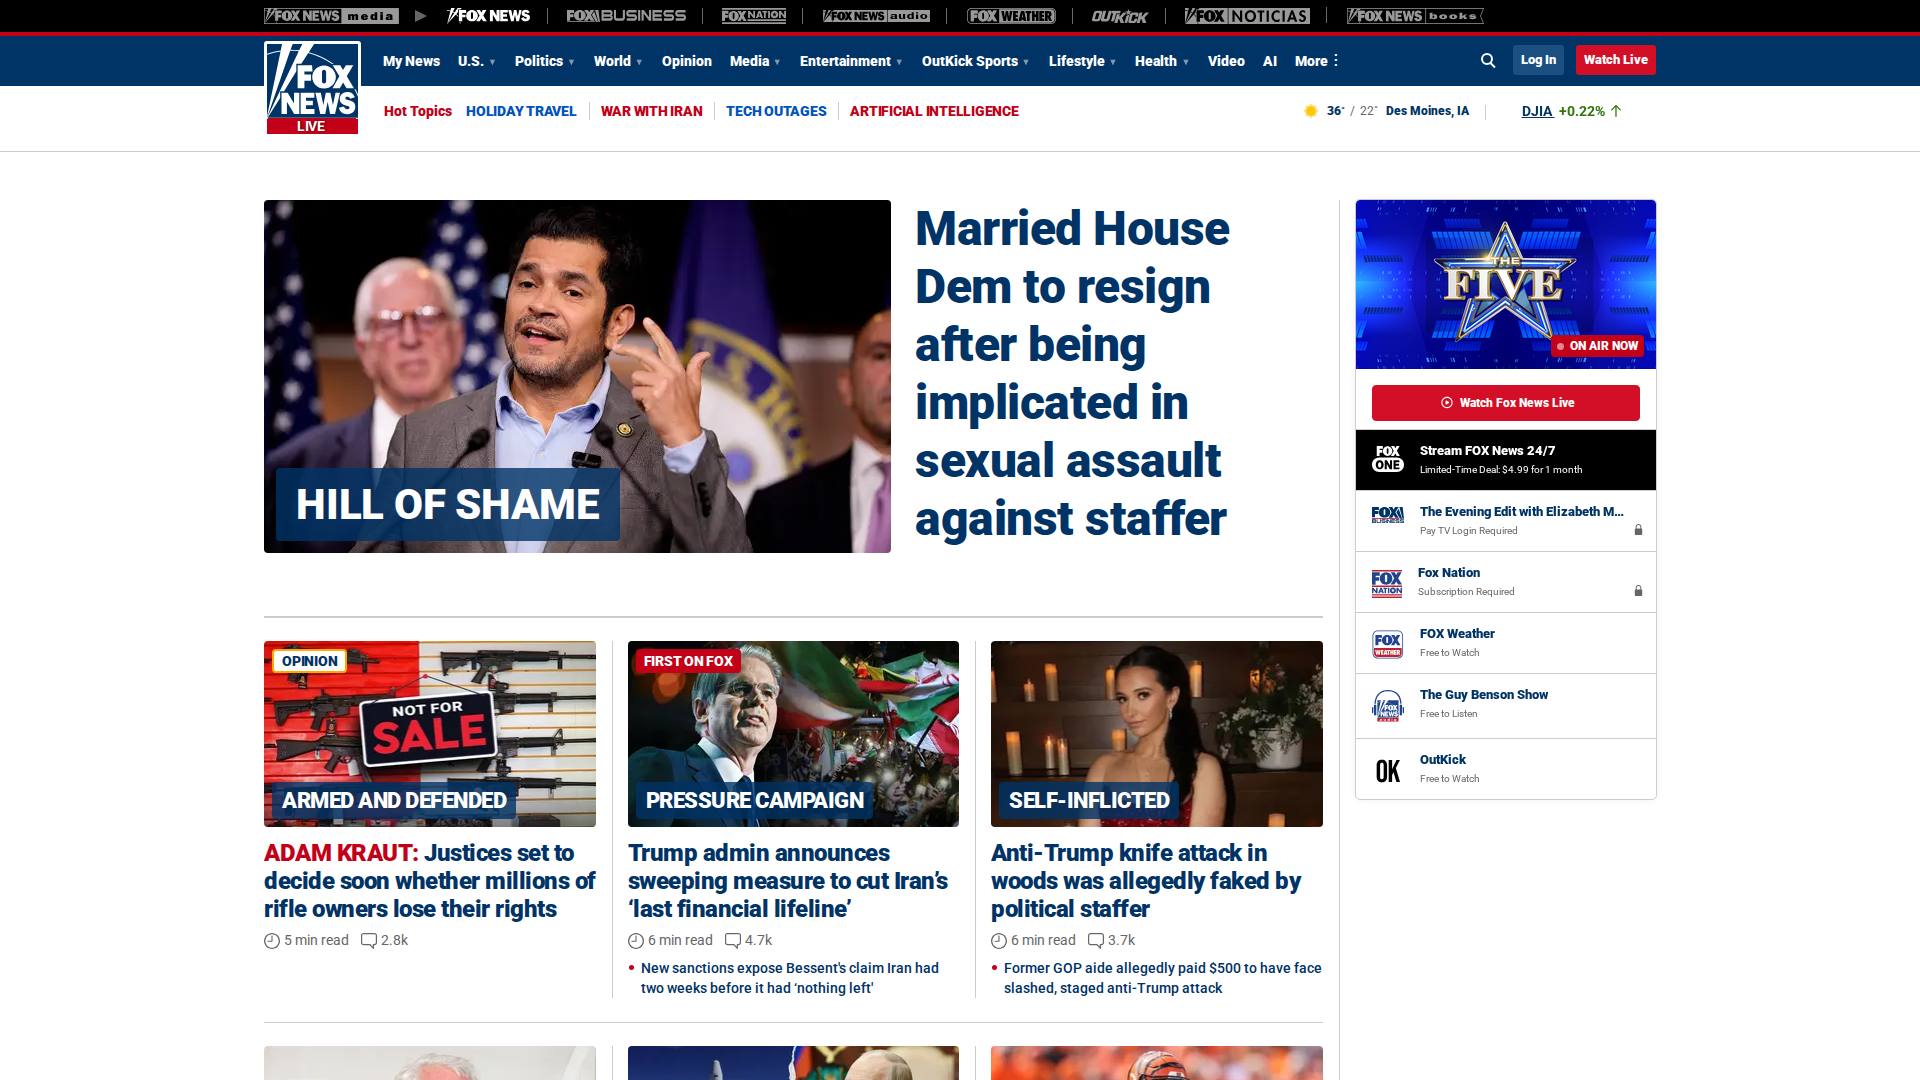 FOX NEWS media
FOX NEWS
FOX BUSINESS
FOX NATION
FOX NEWS audio
FOX WEATHER
OUTKICK
FOX NOTICIAS
FOX NEWS books
FOX NEWS
LIVE
My News
U.S.
Politics
World
Opinion
Media
Entertainment
OutKick Sports
Lifestyle
Health
Video
AI
More
Log In
Watch Live
Hot Topics
HOLIDAY TRAVEL
WAR WITH IRAN
TECH OUTAGES
ARTIFICIAL INTELLIGENCE
36° / 22° Des Moines, IA
DJIA +0.22%
HILL OF SHAME
Married House
Dem to resign
after being
implicated in
sexual assault
against staffer
THE
FIVE
ON AIR NOW
Watch Fox News Live
FOX ONE
Stream FOX News 24/7
Limited-Time Deal: $4.99 for 1 month
FOX BUSINESS
The Evening Edit with Elizabeth M...
Pay TV Login Required
FOX NATION
Fox Nation
Subscription Required
FOX WEATHER
FOX Weather
Free to Watch
FOX NEWS audio
The Guy Benson Show
Free to Listen
OK
OutKick
Free to Watch
OPINION
NOT FOR
SALE
ARMED AND DEFENDED
ADAM KRAUT: Justices set to
decide soon whether millions of
rifle owners lose their rights
5 min read 2.8k
FIRST ON FOX
PRESSURE CAMPAIGN
Trump admin announces
sweeping measure to cut Iran’s
‘last financial lifeline’
6 min read 4.7k
New sanctions expose Bessent's claim Iran had
two weeks before it had ‘nothing left'
SELF-INFLICTED
Anti-Trump knife attack in
woods was allegedly faked by
political staffer
6 min read 3.7k
Former GOP aide allegedly paid $500 to have face
slashed, staged anti-Trump attack